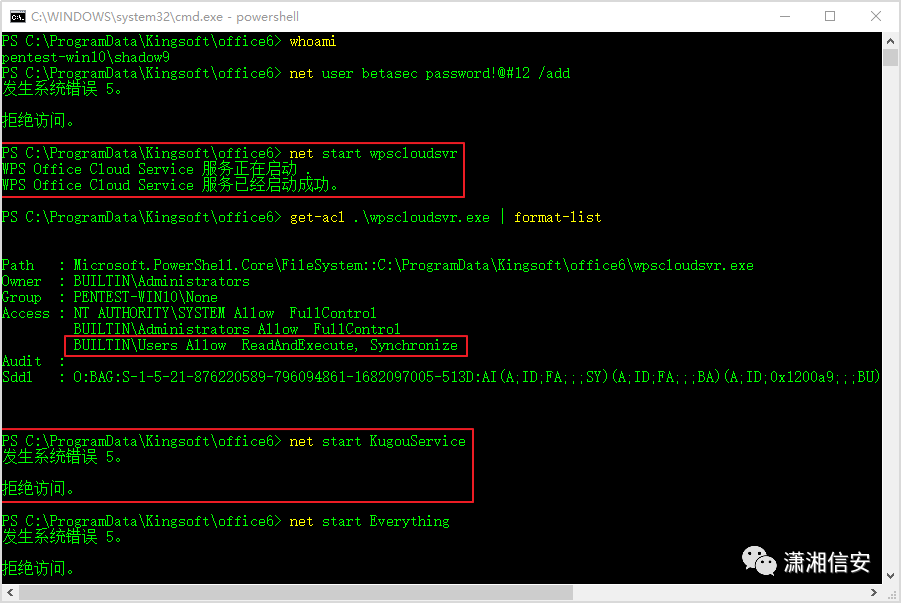 C:\WINDOWS\system32\cmd.exe - powershell
PS C:\ProgramData\Kingsoft\office6> whoami
pentest-win10\shadow9
PS C:\ProgramData\Kingsoft\office6> net user betasec password!@#12 /add
发生系统错误 5。
拒绝访问。
PS C:\ProgramData\Kingsoft\office6> net start wpscloudsvr
WPS Office Cloud Service 服务正在启动 .
WPS Office Cloud Service 服务已经启动成功。
PS C:\ProgramData\Kingsoft\office6> get-acl .\wpscloudsvr.exe | format-list
Path   : Microsoft.PowerShell.Core\FileSystem::C:\ProgramData\Kingsoft\office6\wpscloudsvr.exe
Owner  : BUILTIN\Administrators
Group  : PENTEST-WIN10\None
Access : NT AUTHORITY\SYSTEM Allow  FullControl
BUILTIN\Administrators Allow  FullControl
BUILTIN\Users Allow  ReadAndExecute, Synchronize
Audit  :
Sddl   : O:BAG:S-1-5-21-876220589-796094861-1682097005-513D:AI(A;ID;FA;;;SY)(A;ID;FA;;;BA)(A;ID;0x1200a9;;;BU)
PS C:\ProgramData\Kingsoft\office6> net start KugouService
发生系统错误 5。
拒绝访问。
PS C:\ProgramData\Kingsoft\office6> net start Everything
发生系统错误 5。
拒绝访问。
潇湘信安